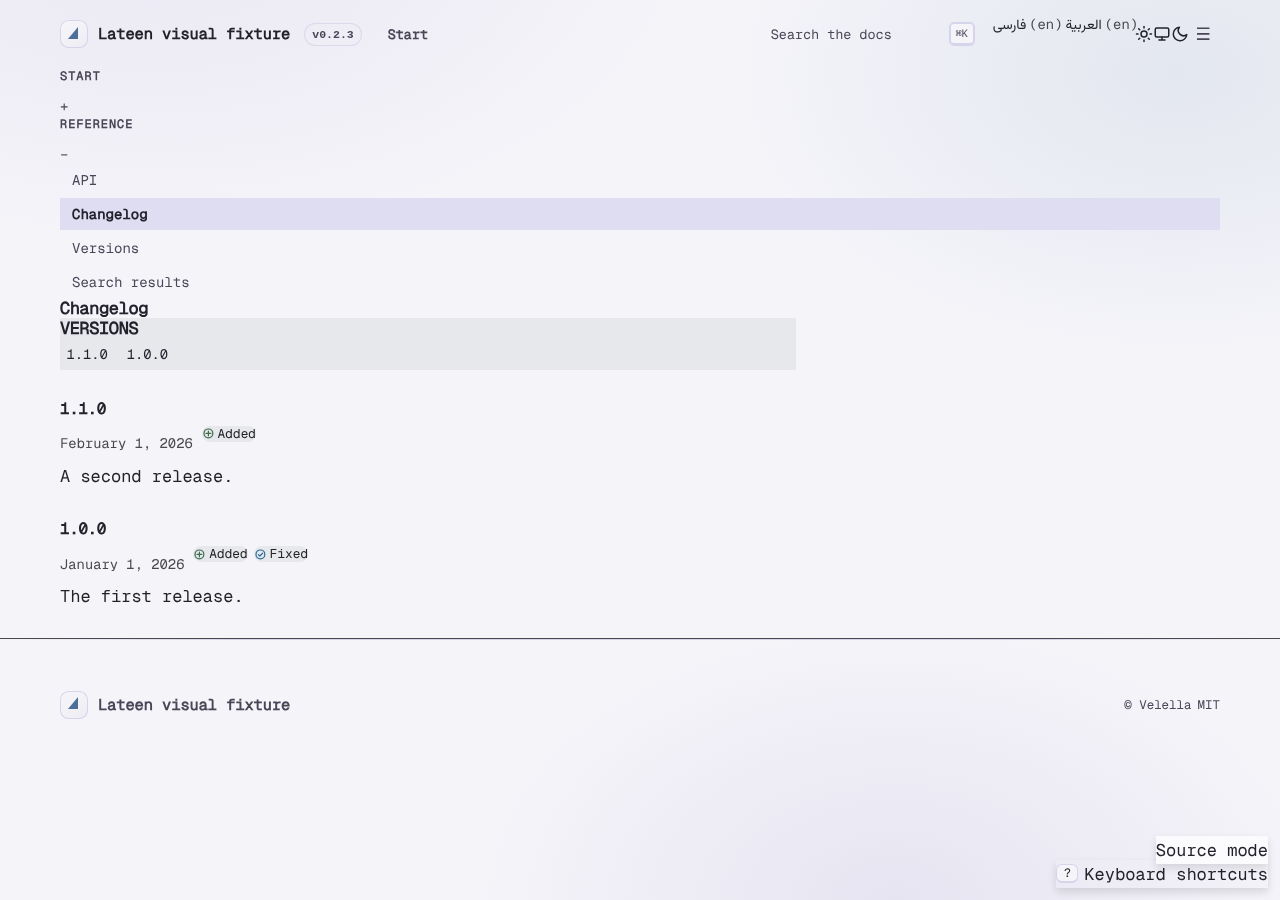 Lateen visual fixture v0.2.3 Start Search the docs ⌘K فارسی (en) العربية (en)
START
+
REFERENCE
−
API
Changelog
Versions
Search results
Changelog
VERSIONS
1.1.0 1.0.0
1.1.0
February 1, 2026 Added
A second release.
1.0.0
January 1, 2026 Added Fixed
The first release.
Lateen visual fixture © Velella MIT
Source mode
? Keyboard shortcuts